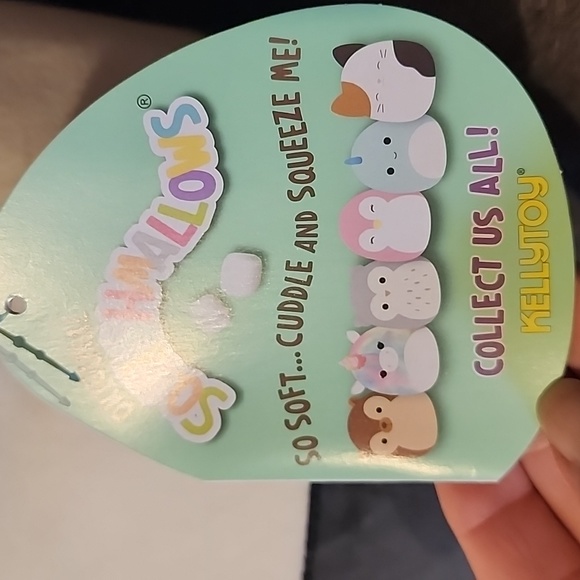 SQUISHMALLOWS®
SO SOFT...CUDDLE AND SQUEEZE ME!
COLLECT US ALL!
KELLYTOY®